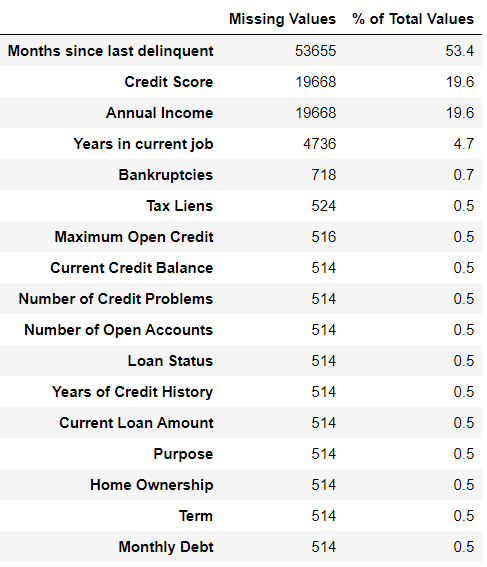 Missing Values % of Total Values
Months since last delinquent 53655 53.4
Credit Score 19668 19.6
Annual Income 19668 19.6
Years in current job 4736 4.7
Bankruptcies 718 0.7
Tax Liens 524 0.5
Maximum Open Credit 516 0.5
Current Credit Balance 514 0.5
Number of Credit Problems 514 0.5
Number of Open Accounts 514 0.5
Loan Status 514 0.5
Years of Credit History 514 0.5
Current Loan Amount 514 0.5
Purpose 514 0.5
Home Ownership 514 0.5
Term 514 0.5
Monthly Debt 514 0.5